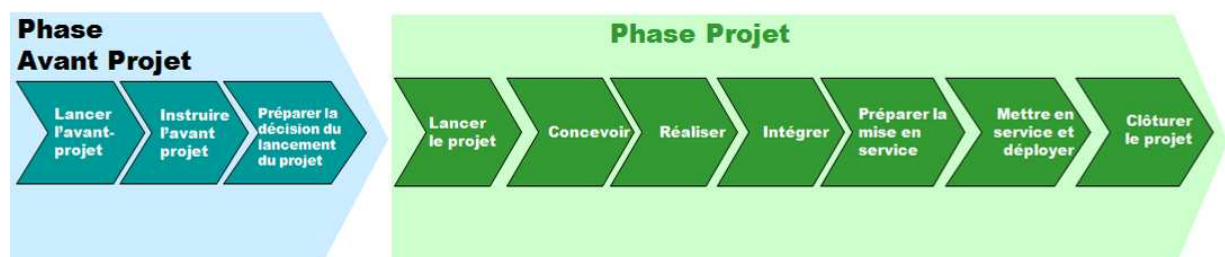 Phase
Avant Projet
Lancer
l'avant-
projet
Instruire
l'avant
projet
Préparer la
décision du
lancement
du projet
Phase Projet
Lancer
le projet
Concevoir
Réaliser
Intégrer
Préparer la
mise en
service
Mettre en
service et
déployer
Clôturer
le projet